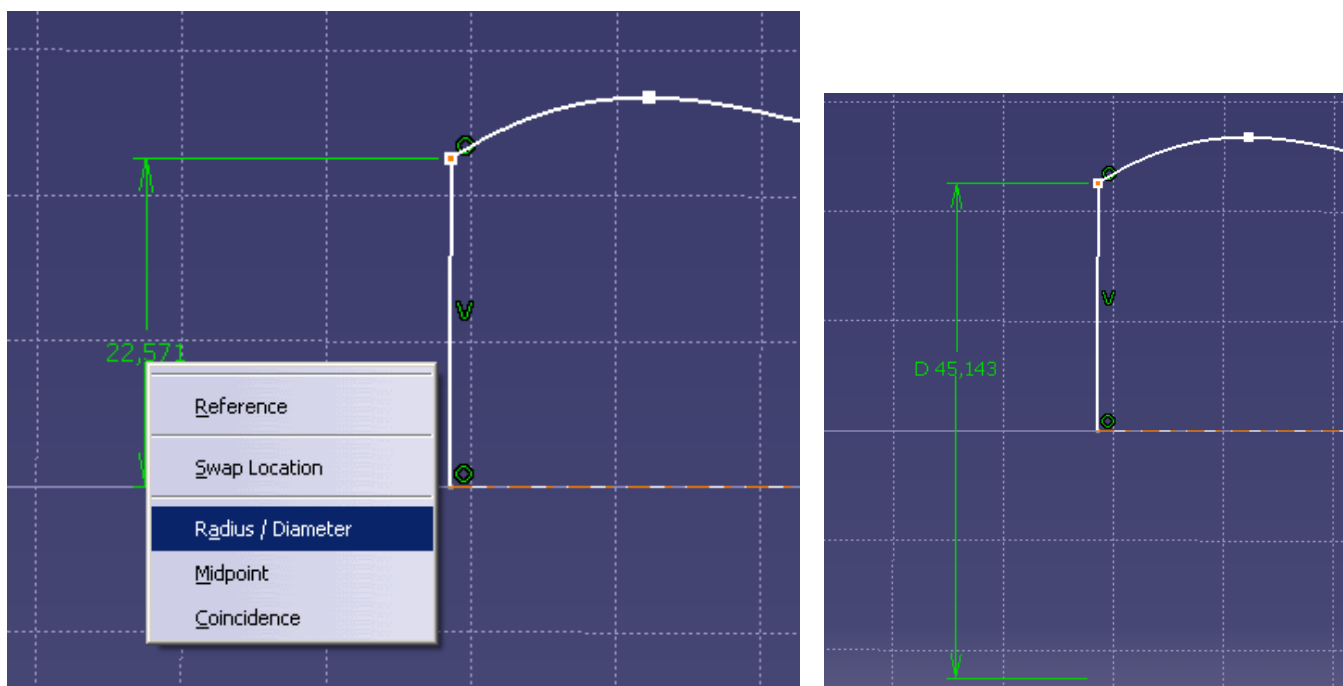 22,571
Reference
Swap Location
Radius / Diameter
Midpoint
Coincidence
V
D 45,143
V